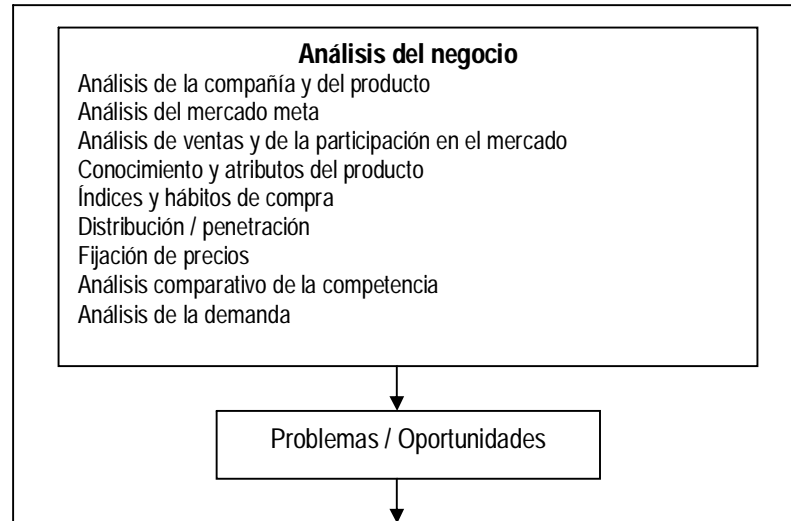 Análisis del negocio
Análisis de la compañía y del producto
Análisis del mercado meta
Análisis de ventas y de la participación en el mercado
Conocimiento y atributos del producto
Índices y hábitos de compra
Distribución / penetración
Fijación de precios
Análisis comparativo de la competencia
Análisis de la demanda
Problemas / Oportunidades